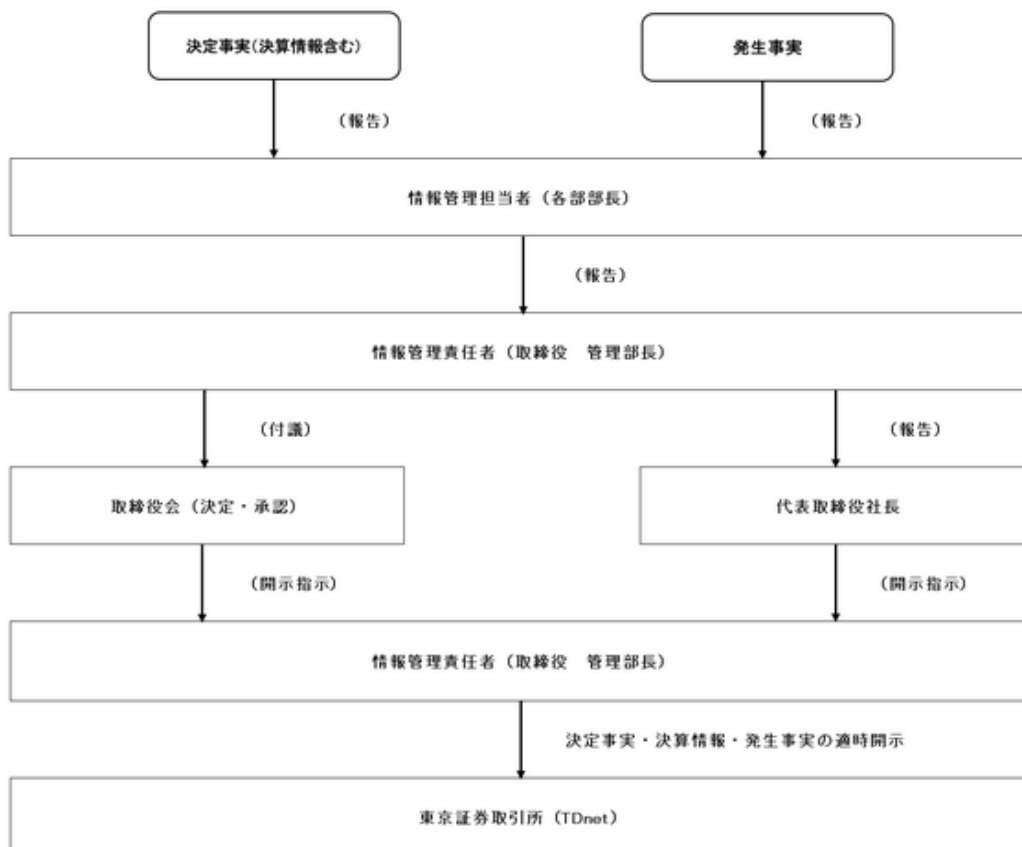 決定事実(決算情報含む)
発生事実
（報告）
（報告）
情報管理担当者（各部部長）
（報告）
情報管理責任者（取締役　管理部長）
（付議）
（報告）
取締役会（決定・承認）
代表取締役社長
（開示指示）
（開示指示）
情報管理責任者（取締役　管理部長）
決定事実・決算情報・発生事実の適時開示
東京証券取引所（TDnet）